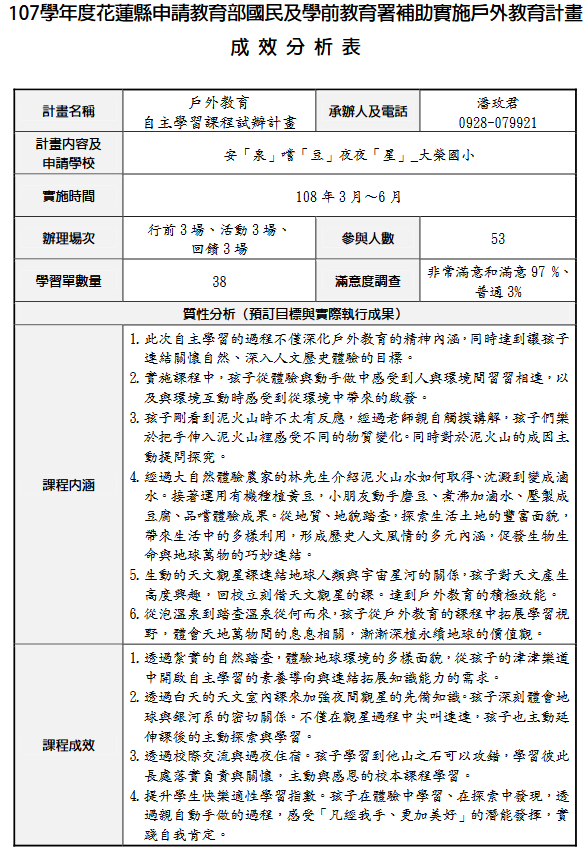 107學年度花蓮縣申請教育部國民及學前教育署補助實施戶外教育計畫
成效分析表
計畫名稱
戶外教育
自主學習課程試辦計畫
承辦人及電話
潘玫君
0928-079921
計畫內容及
申請學校
安「泉」嚐「豆」夜夜「星」_大榮國小
實施時間
108 年 3 月～6 月
辦理場次
行前 3 場、活動 3 場、
回饋 3 場
參與人數
53
學習單數量
38
滿意度調查
非常滿意和滿意 97 %、
普通 3%
質性分析（預訂目標與實際執行成果）
課程內涵
1. 此次自主學習的過程不僅深化戶外教育的精神內涵，同時達到讓孩子
連結關懷自然、深入人文歷史體驗的目標。
2. 實施課程中，孩子從體驗與動手做中感受到人與環境間習習相連，以
及與環境互動時感受到從環境中帶來的啟發。
3. 孩子剛看到泥火山時不太有反應，經過老師親自觸摸講解，孩子們樂
於把手伸入泥火山裡感受不同的物質變化。同時對於泥火山的成因主
動提問探究。
4. 經過大自然體驗農家的林先生介紹泥火山水如何取得、沈澱到變成滷
水。接著運用有機種植黃豆，小朋友動手磨豆、煮沸加滷水、壓製成
豆腐、品嚐體驗成果。從地質、地貌踏查，探索生活土地的豐富面貌，
帶來生活中的多樣利用，形成歷史人文風情的多元內涵，促發生物生
命與地球萬物的巧妙連結。
5. 生動的天文觀星課連結地球人類與宇宙星河的關係，孩子對天文產生
高度興趣，回校立刻借天文觀星的課。達到戶外教育的積極效能。
6. 從泡溫泉到踏查溫泉從何而來，孩子從戶外教育的課程中拓展學習視
野，體會天地萬物間的息息相關，漸漸深植永續地球的價值觀。
課程成效
1. 透過紮實的自然踏查，體驗地球環境的多樣面貌，從孩子的津津樂道
中開啟自主學習的素養導向與連結拓展知識能力的需求。
2. 透過白天的天文室內課來加強夜間觀星的先備知識。孩子深刻體會地
球與銀河系的密切關係。不僅在觀星過程中尖叫連連，孩子也主動延
伸課後的主動探索與學習。
3. 透過校際交流與過夜住宿。孩子學習到他山之石可以攻錯，學習彼此
長處落實負責與關懷，主動與感恩的校本課程學習。
4. 提升學生快樂適性學習指數。孩子在體驗中學習、在探索中發現，透
過親自動手做的過程，感受「凡經我手、更加美好」的潛能發揮，實
踐自我肯定。